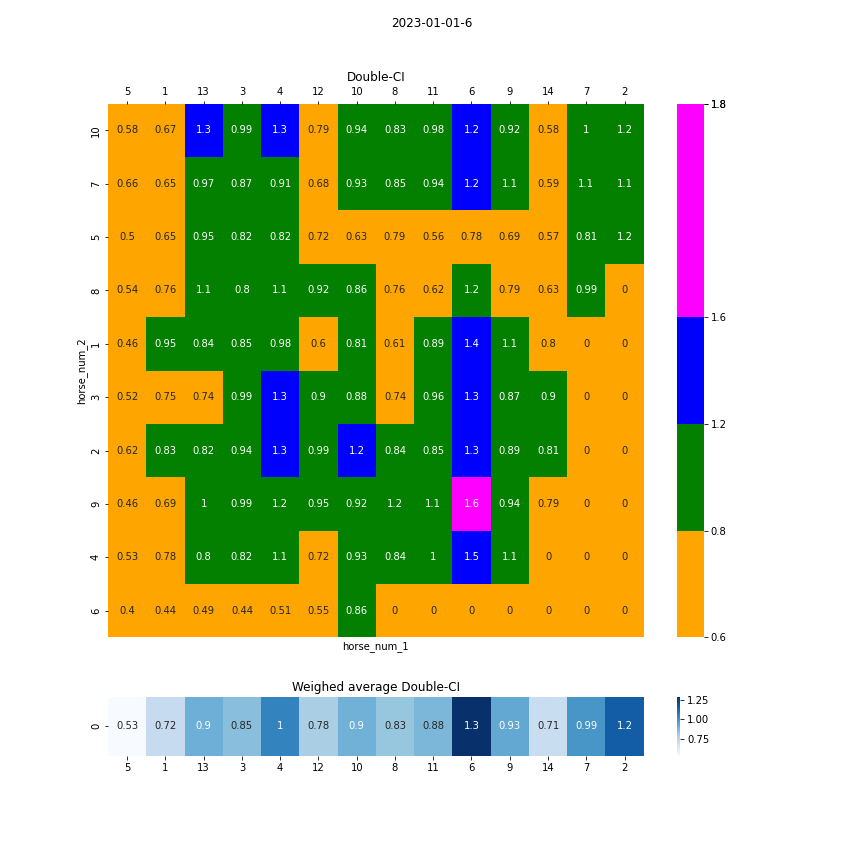 2023-01-01-6
Double-CI
5 1 13 3 4 12 10 8 11 6 9 14 7 2
10 0.58 0.67 1.3 0.99 1.3 0.79 0.94 0.83 0.98 1.2 0.92 0.58 1 1.2
7 0.66 0.65 0.97 0.87 0.91 0.68 0.93 0.85 0.94 1.2 1.1 0.59 1.1 1.1
5 0.5 0.65 0.95 0.82 0.82 0.72 0.63 0.79 0.56 0.78 0.69 0.57 0.81 1.2
8 0.54 0.76 1.1 0.8 1.1 0.92 0.86 0.76 0.62 1.2 0.79 0.63 0.99 0
1 0.46 0.95 0.84 0.85 0.98 0.6 0.81 0.61 0.89 1.4 1.1 0.8 0 0
3 0.52 0.75 0.74 0.99 1.3 0.9 0.88 0.74 0.96 1.3 0.87 0.9 0 0
2 0.62 0.83 0.82 0.94 1.3 0.99 1.2 0.84 0.85 1.3 0.89 0.81 0 0
9 0.46 0.69 1 0.99 1.2 0.95 0.92 1.2 1.1 1.6 0.94 0.79 0 0
4 0.53 0.78 0.8 0.82 1.1 0.72 0.93 0.84 1 1.5 1.1 0 0 0
6 0.4 0.44 0.49 0.44 0.51 0.55 0.86 0 0 0 0 0 0 0
horse_num_2
horse_num_1
1.8
1.6
1.2
0.8
0.6
Weighed average Double-CI
0 0.53 0.72 0.9 0.85 1 0.78 0.9 0.83 0.88 1.3 0.93 0.71 0.99 1.2
5 1 13 3 4 12 10 8 11 6 9 14 7 2
1.25
1.00
0.75